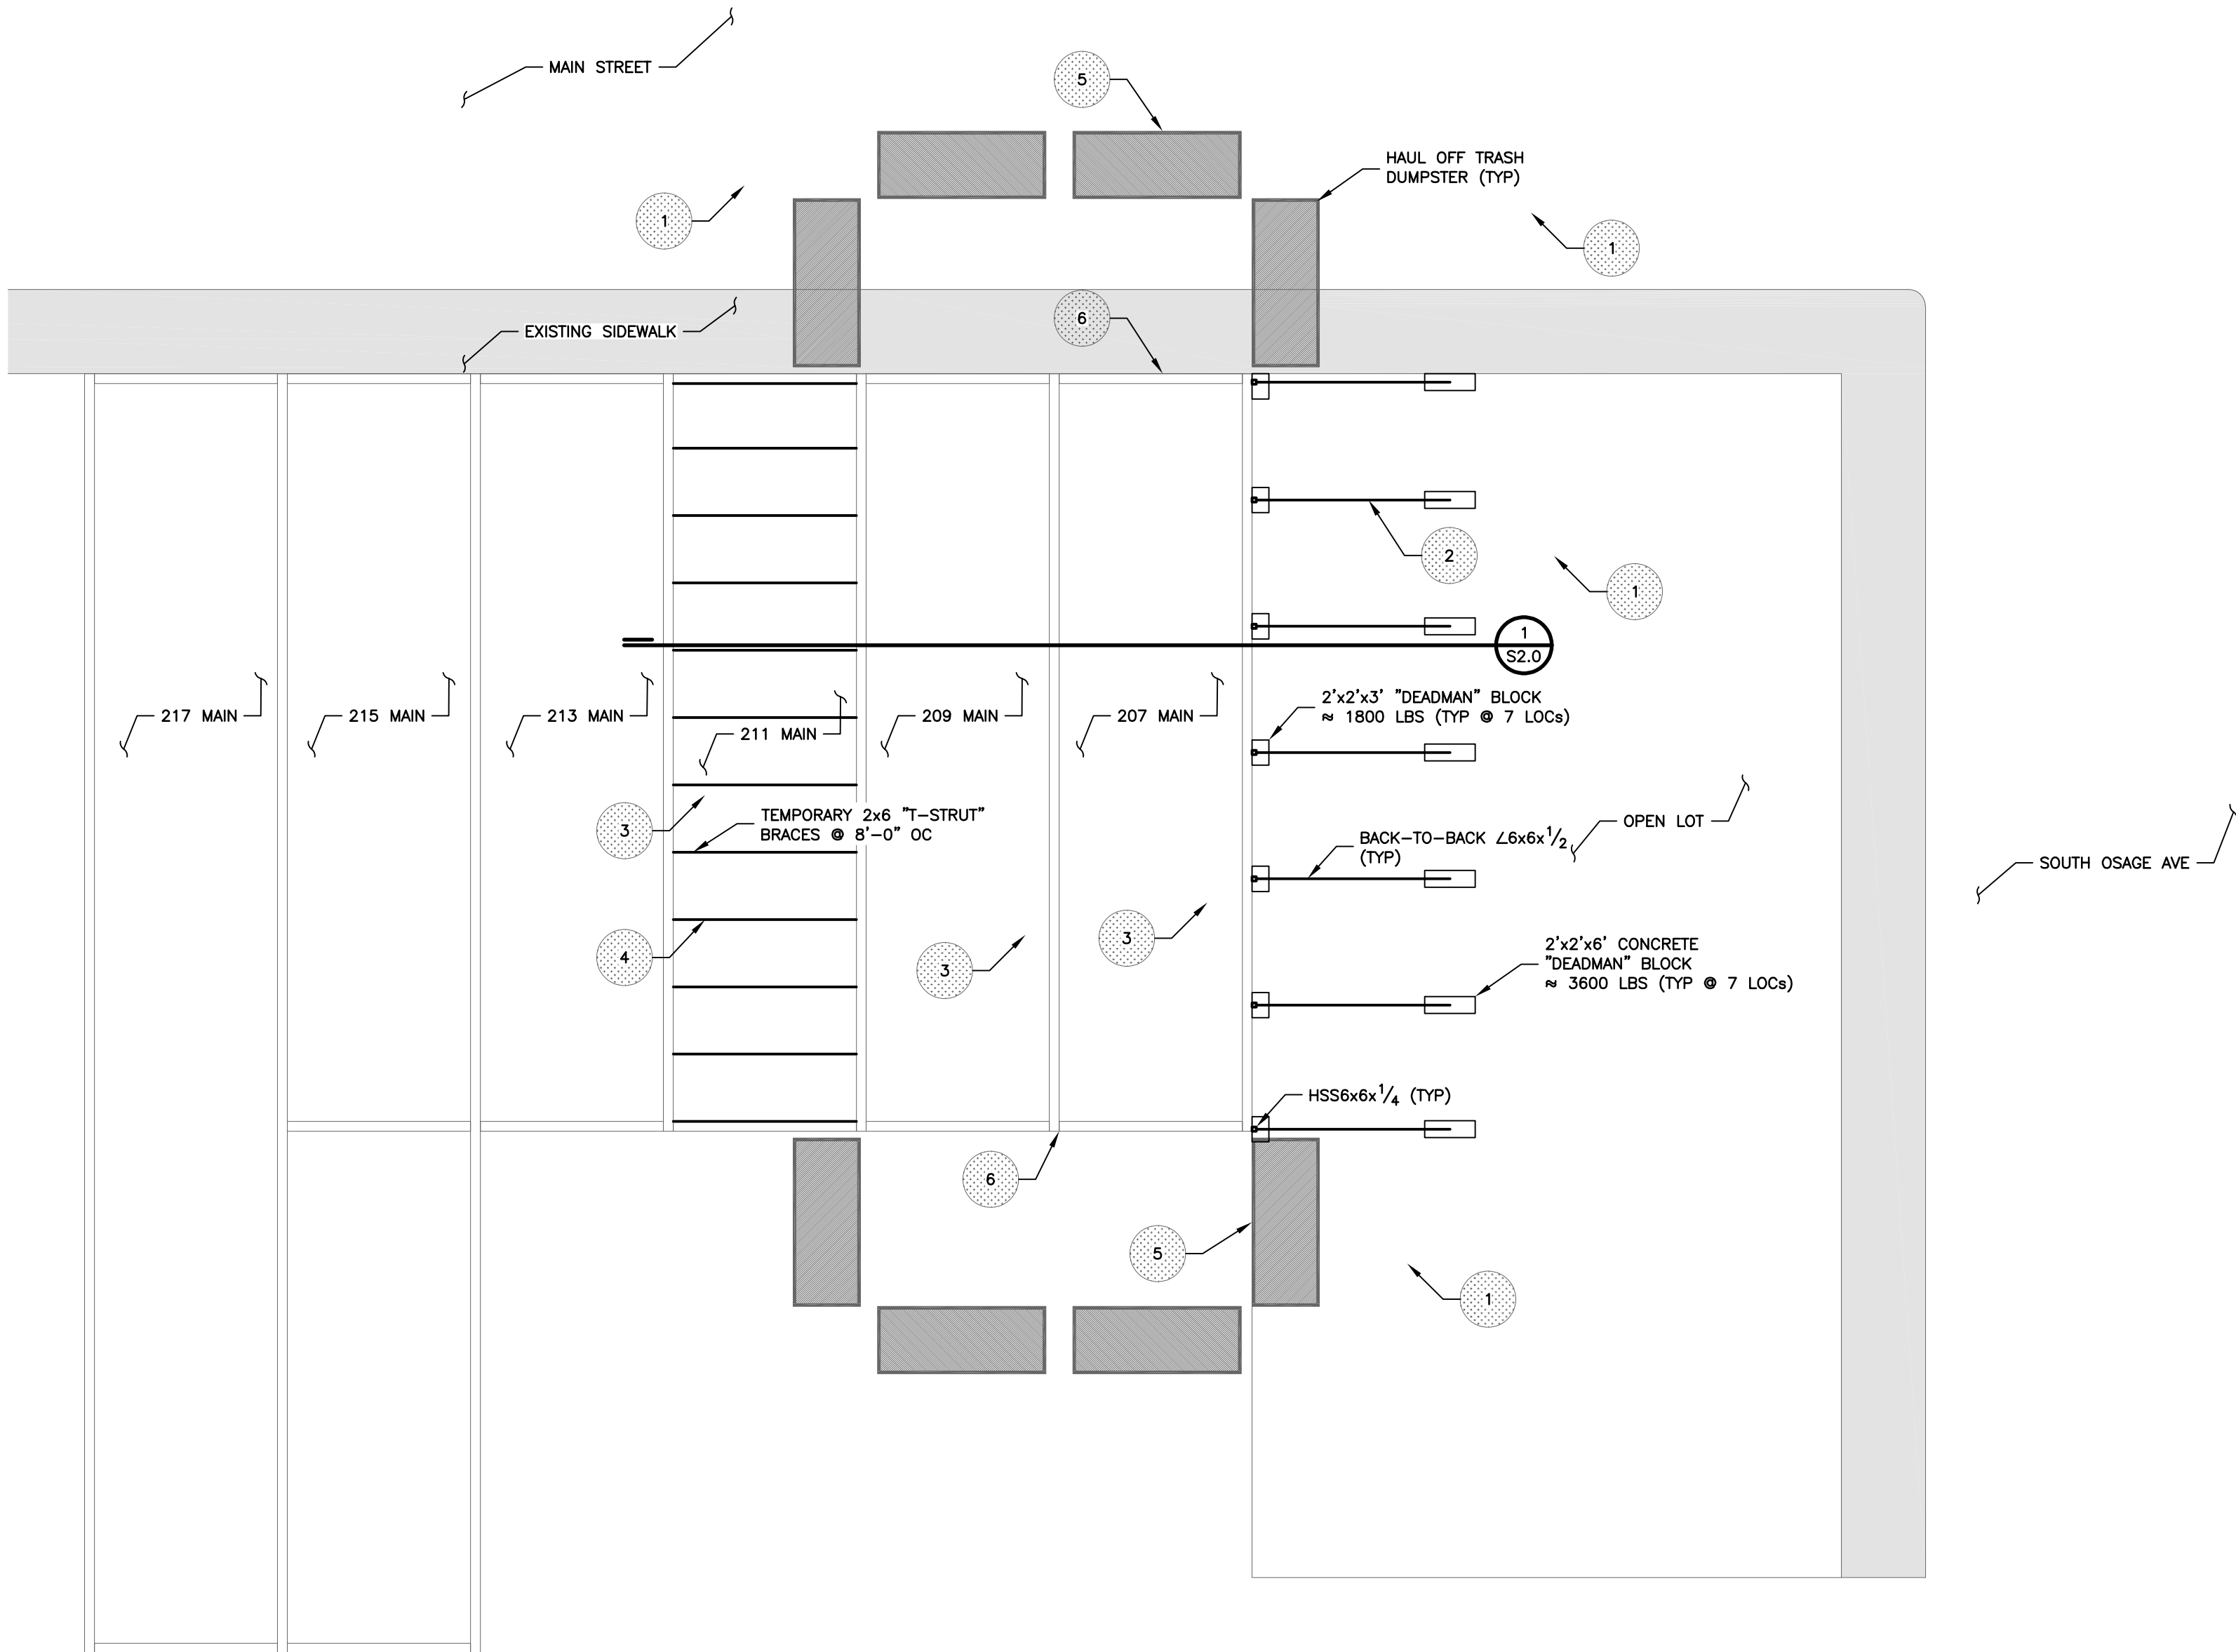 MAIN STREET
5
HAUL OFF TRASH
DUMPSTER (TYP)
1
1
6
EXISTING SIDEWALK
2
1
1
S2.0
217 MAIN
215 MAIN
213 MAIN
211 MAIN
209 MAIN
207 MAIN
2'x2'x3' "DEADMAN" BLOCK
≈ 1800 LBS (TYP @ 7 LOCs)
3
TEMPORARY 2x6 "T-STRUT"
BRACES @ 8'-0" OC
BACK-TO-BACK ∠6x6x1/2
(TYP)
OPEN LOT
SOUTH OSAGE AVE
4
3
3
2'x2'x6' CONCRETE
"DEADMAN" BLOCK
≈ 3600 LBS (TYP @ 7 LOCs)
HSS6x6x1/4 (TYP)
6
5
1